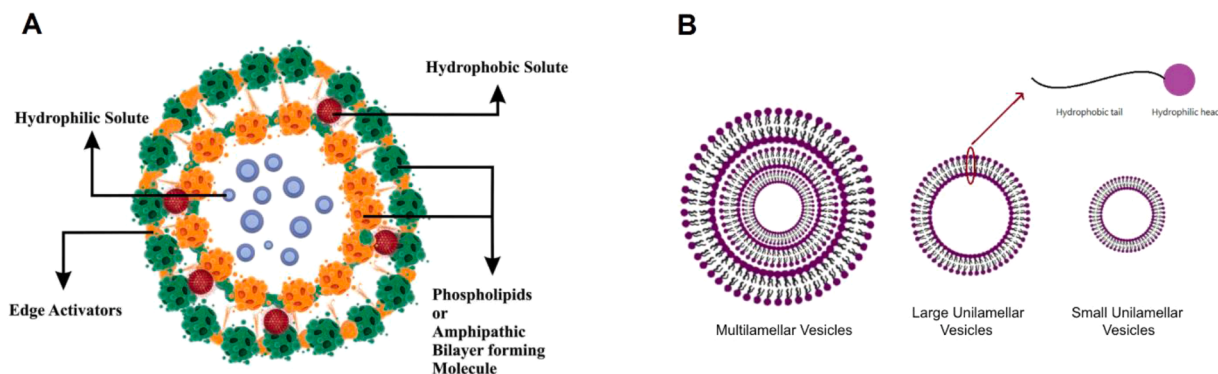 A
Hydrophobic Solute
Hydrophilic Solute
Edge Activators
Phospholipids
or
Amphipathic
Bilayer forming
Molecule
B
Hydrophobic tail
Hydrophilic head
Multilamellar Vesicles
Large Unilamellar
Vesicles
Small Unilamellar
Vesicles